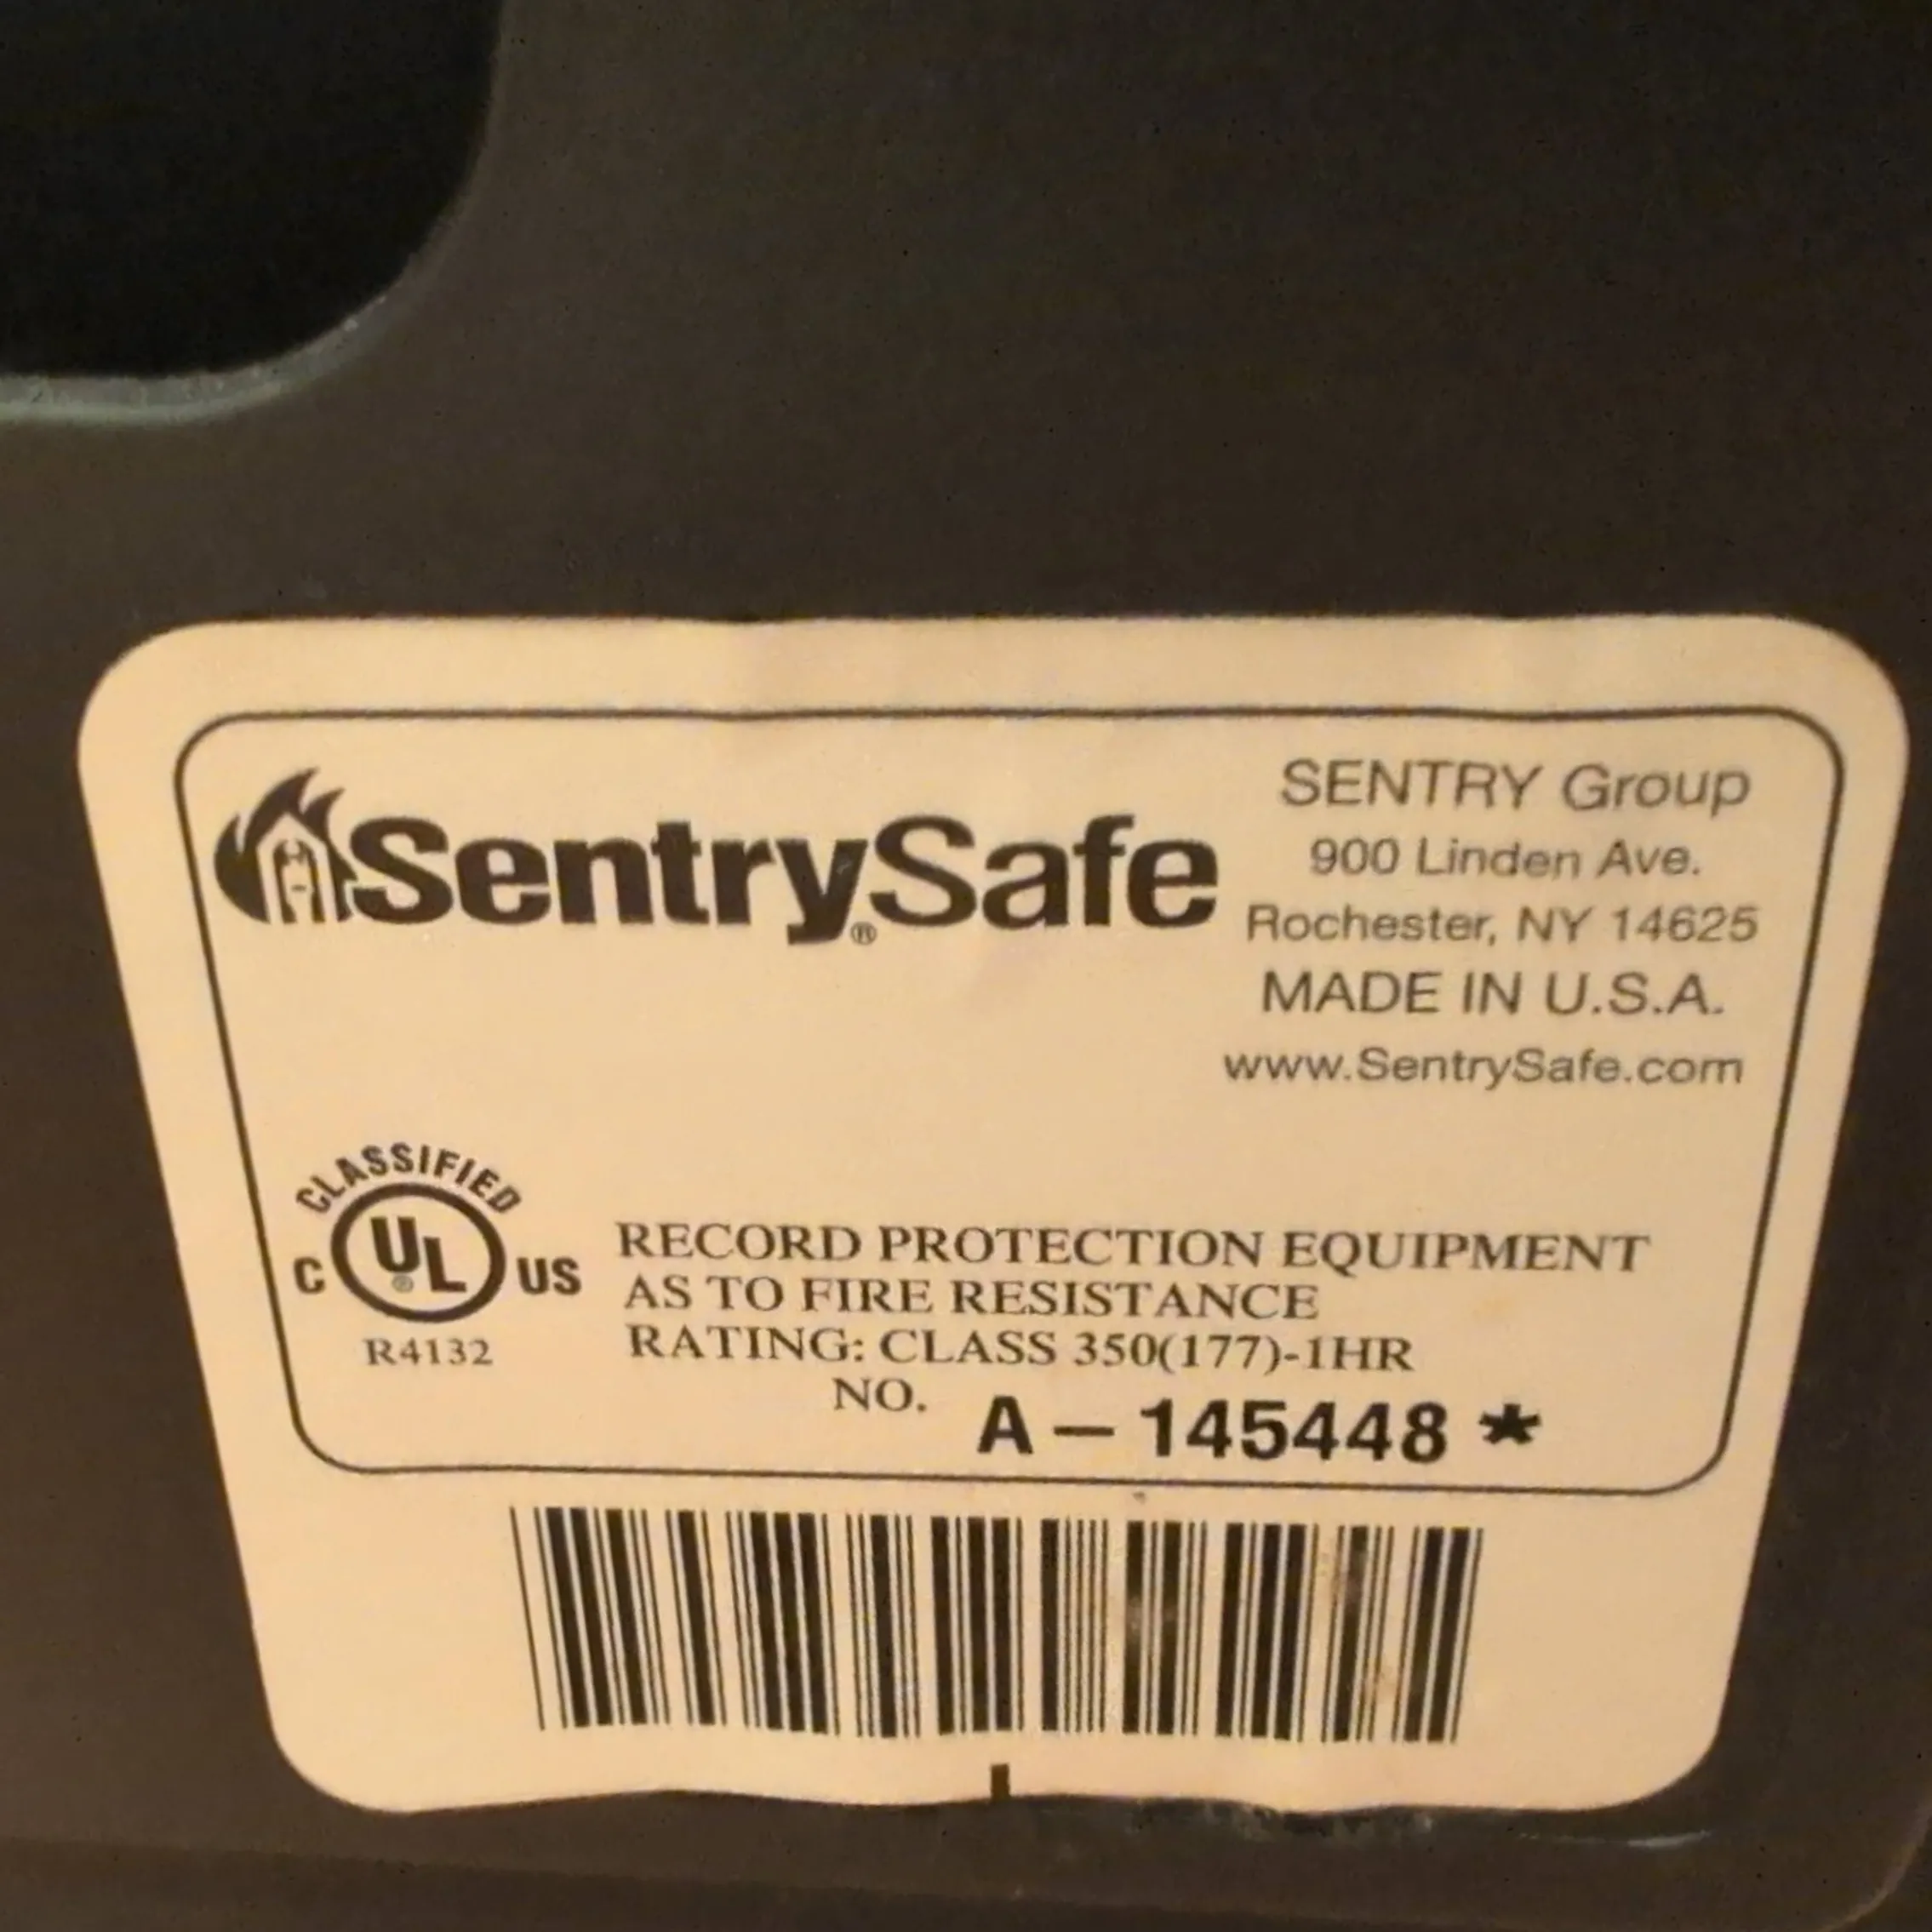 SentrySafe®
SENTRY Group
900 Linden Ave.
Rochester, NY 14625
MADE IN U.S.A.
www.SentrySafe.com
CLASSIFIED
C UL® US
R4132
RECORD PROTECTION EQUIPMENT
AS TO FIRE RESISTANCE
RATING: CLASS 350(177)-1HR
NO. A-145448*